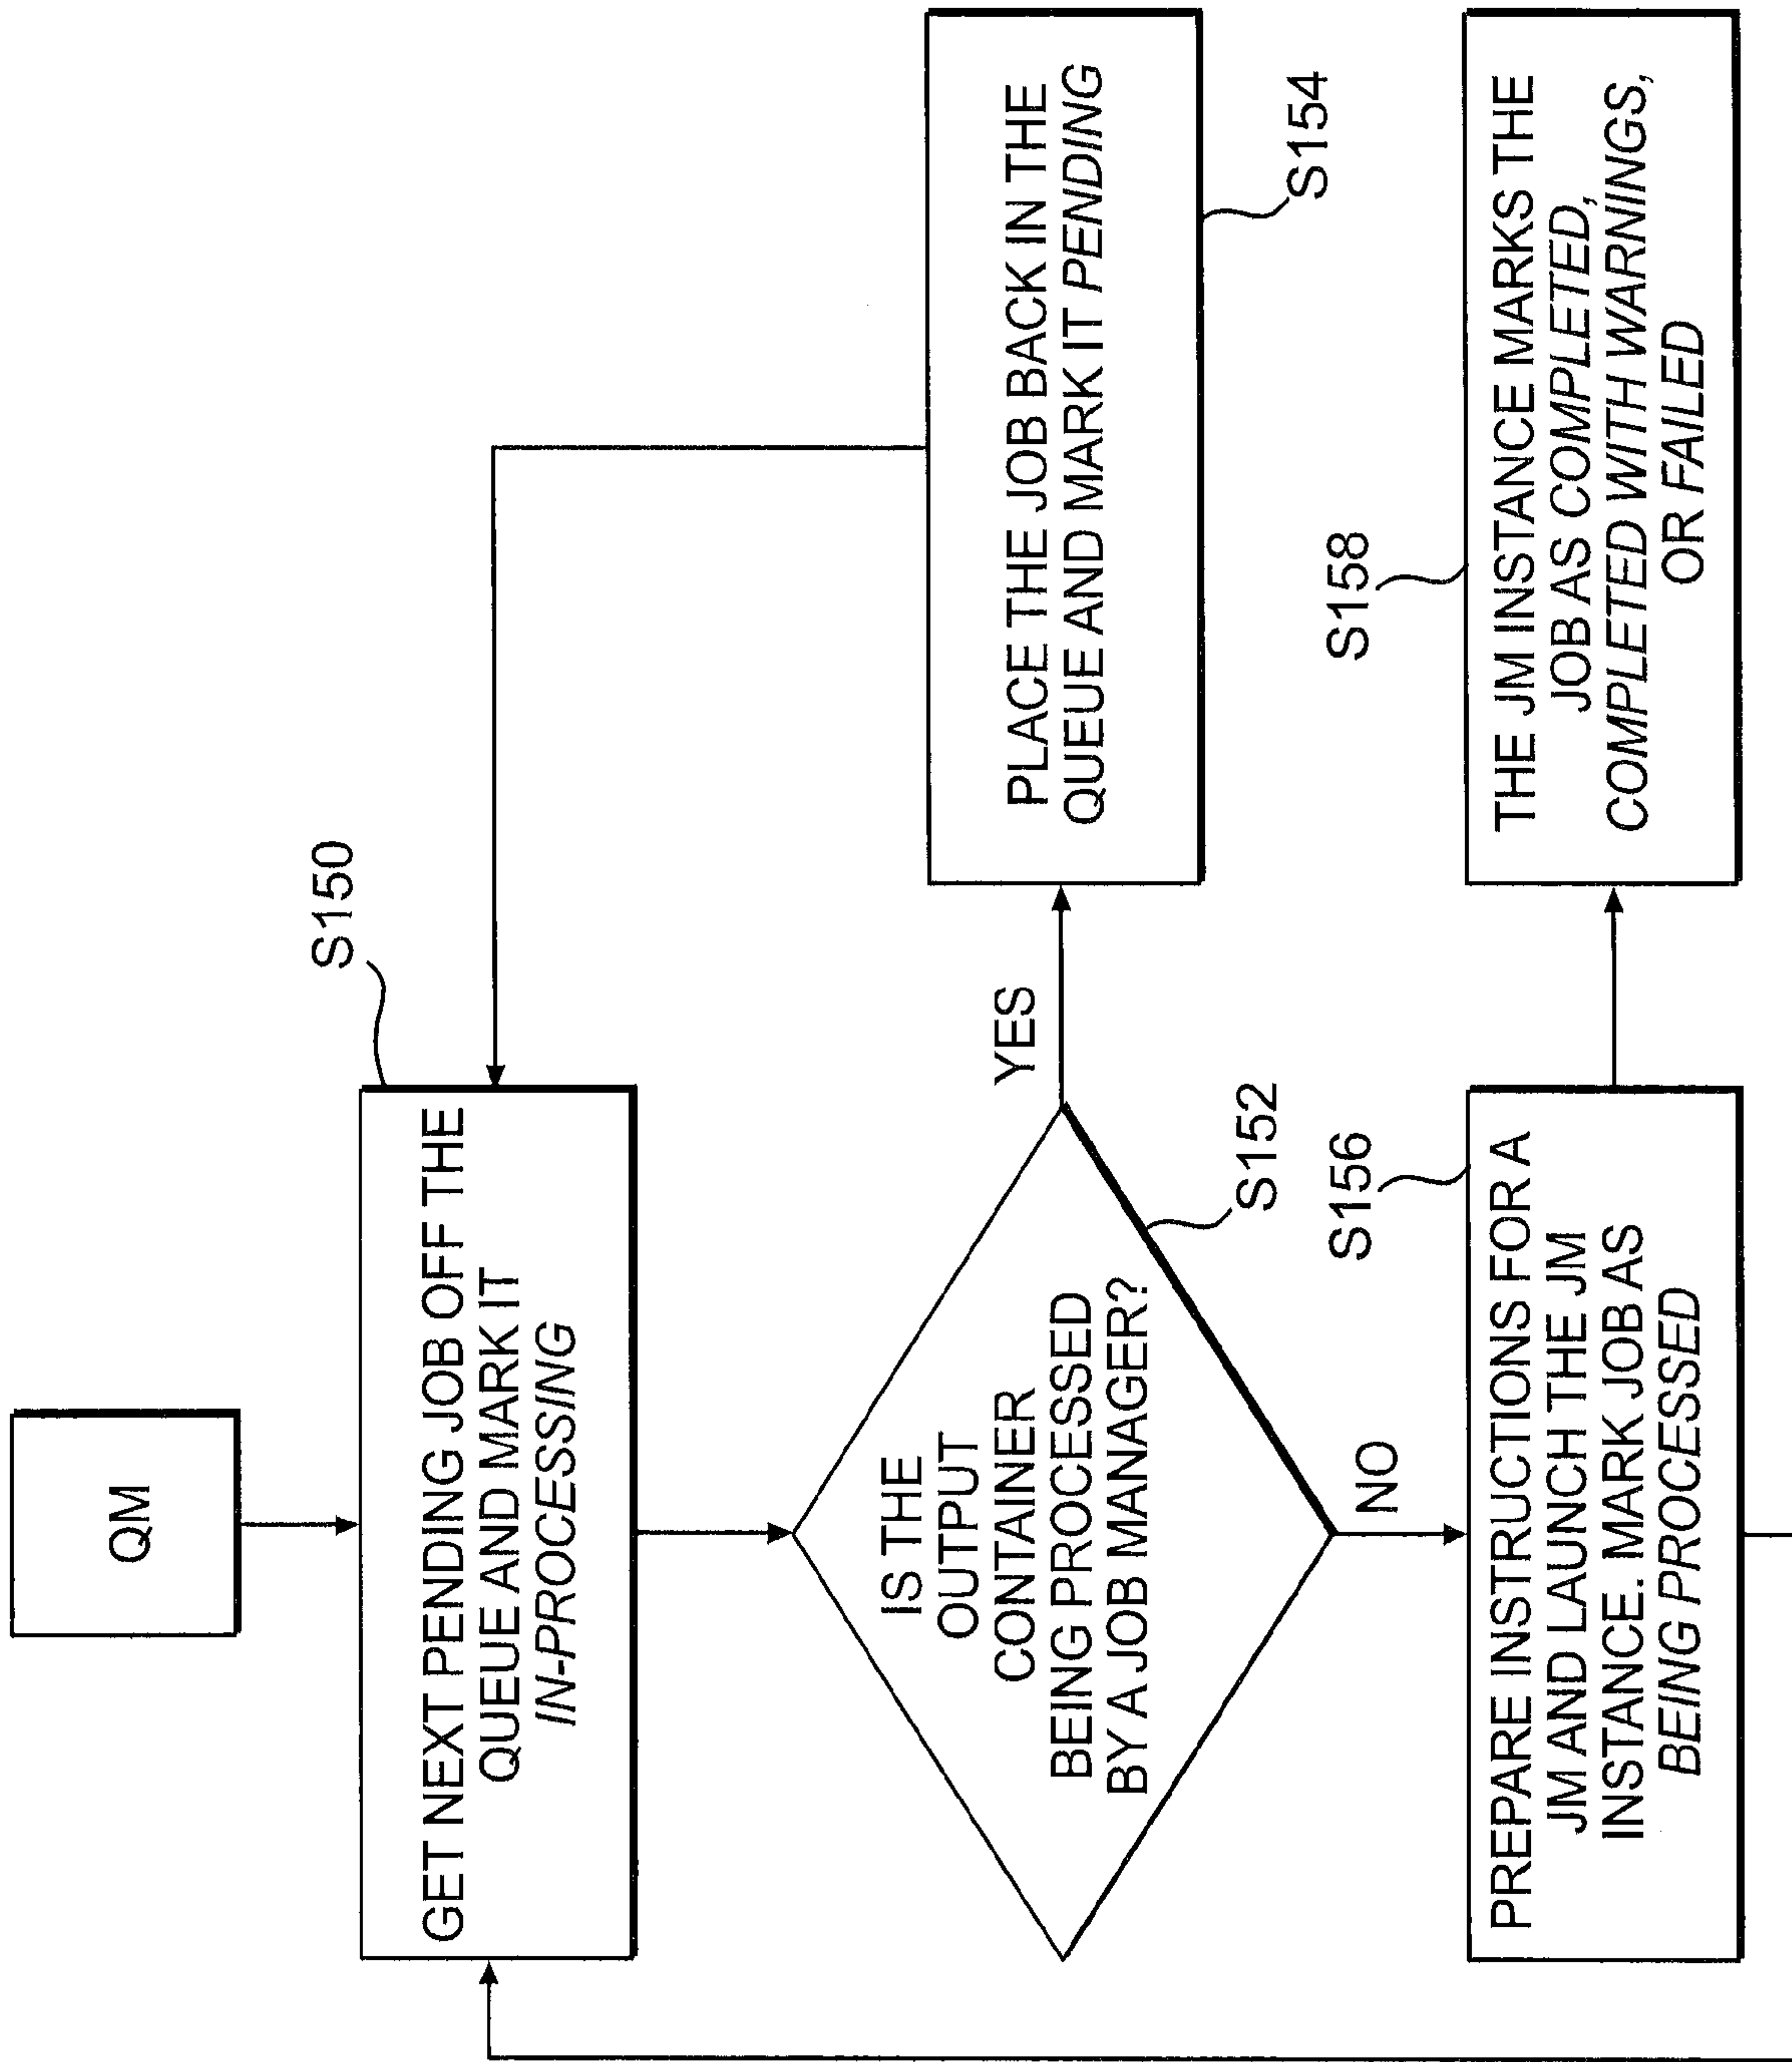 QM
S150
GET NEXT PENDING JOB OFF THE
QUEUE AND MARK IT
IN-PROCESSING
IS THE
OUTPUT
CONTAINER
BEING PROCESSED
BY A JOB MANAGER?
S152
YES
PLACE THE JOB BACK IN THE
QUEUE AND MARK IT PENDING
S154
NO
S156
PREPARE INSTRUCTIONS FOR A
JM AND LAUNCH THE JM
INSTANCE. MARK JOB AS
BEING PROCESSED
S158
THE JM INSTANCE MARKS THE
JOB AS COMPLETED,
COMPLETED WITH WARNINGS,
OR FAILED